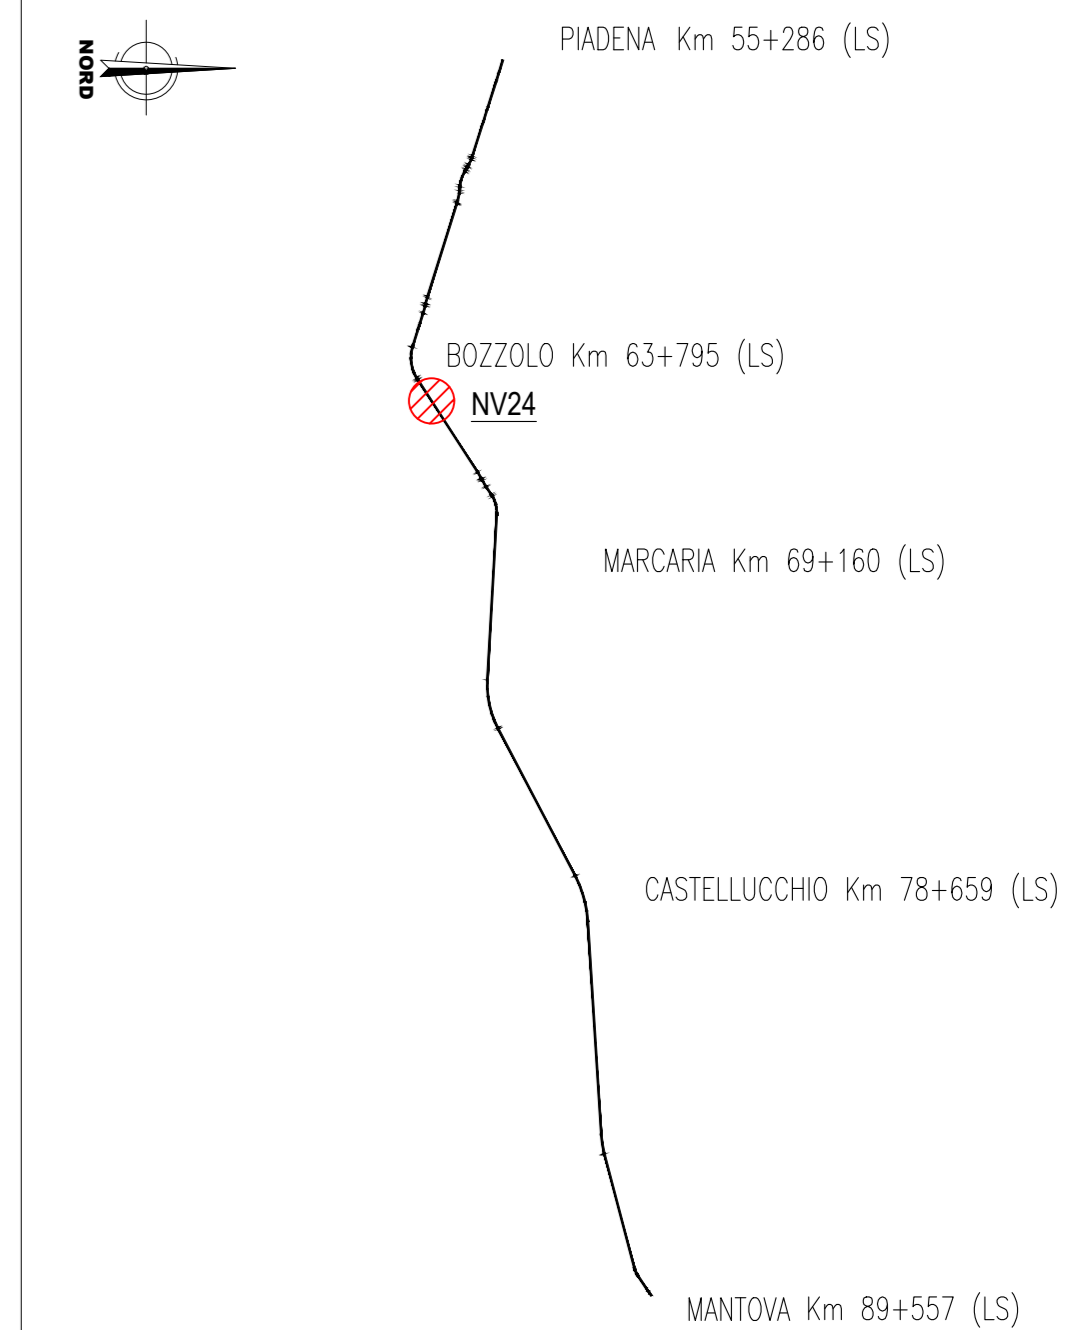 NORD
PIADENA Km 55+286 (LS)
BOZZOLO Km 63+795 (LS)
NV24
MARCARIA Km 69+160 (LS)
CASTELLUCCHIO Km 78+659 (LS)
MANTOVA Km 89+557 (LS)